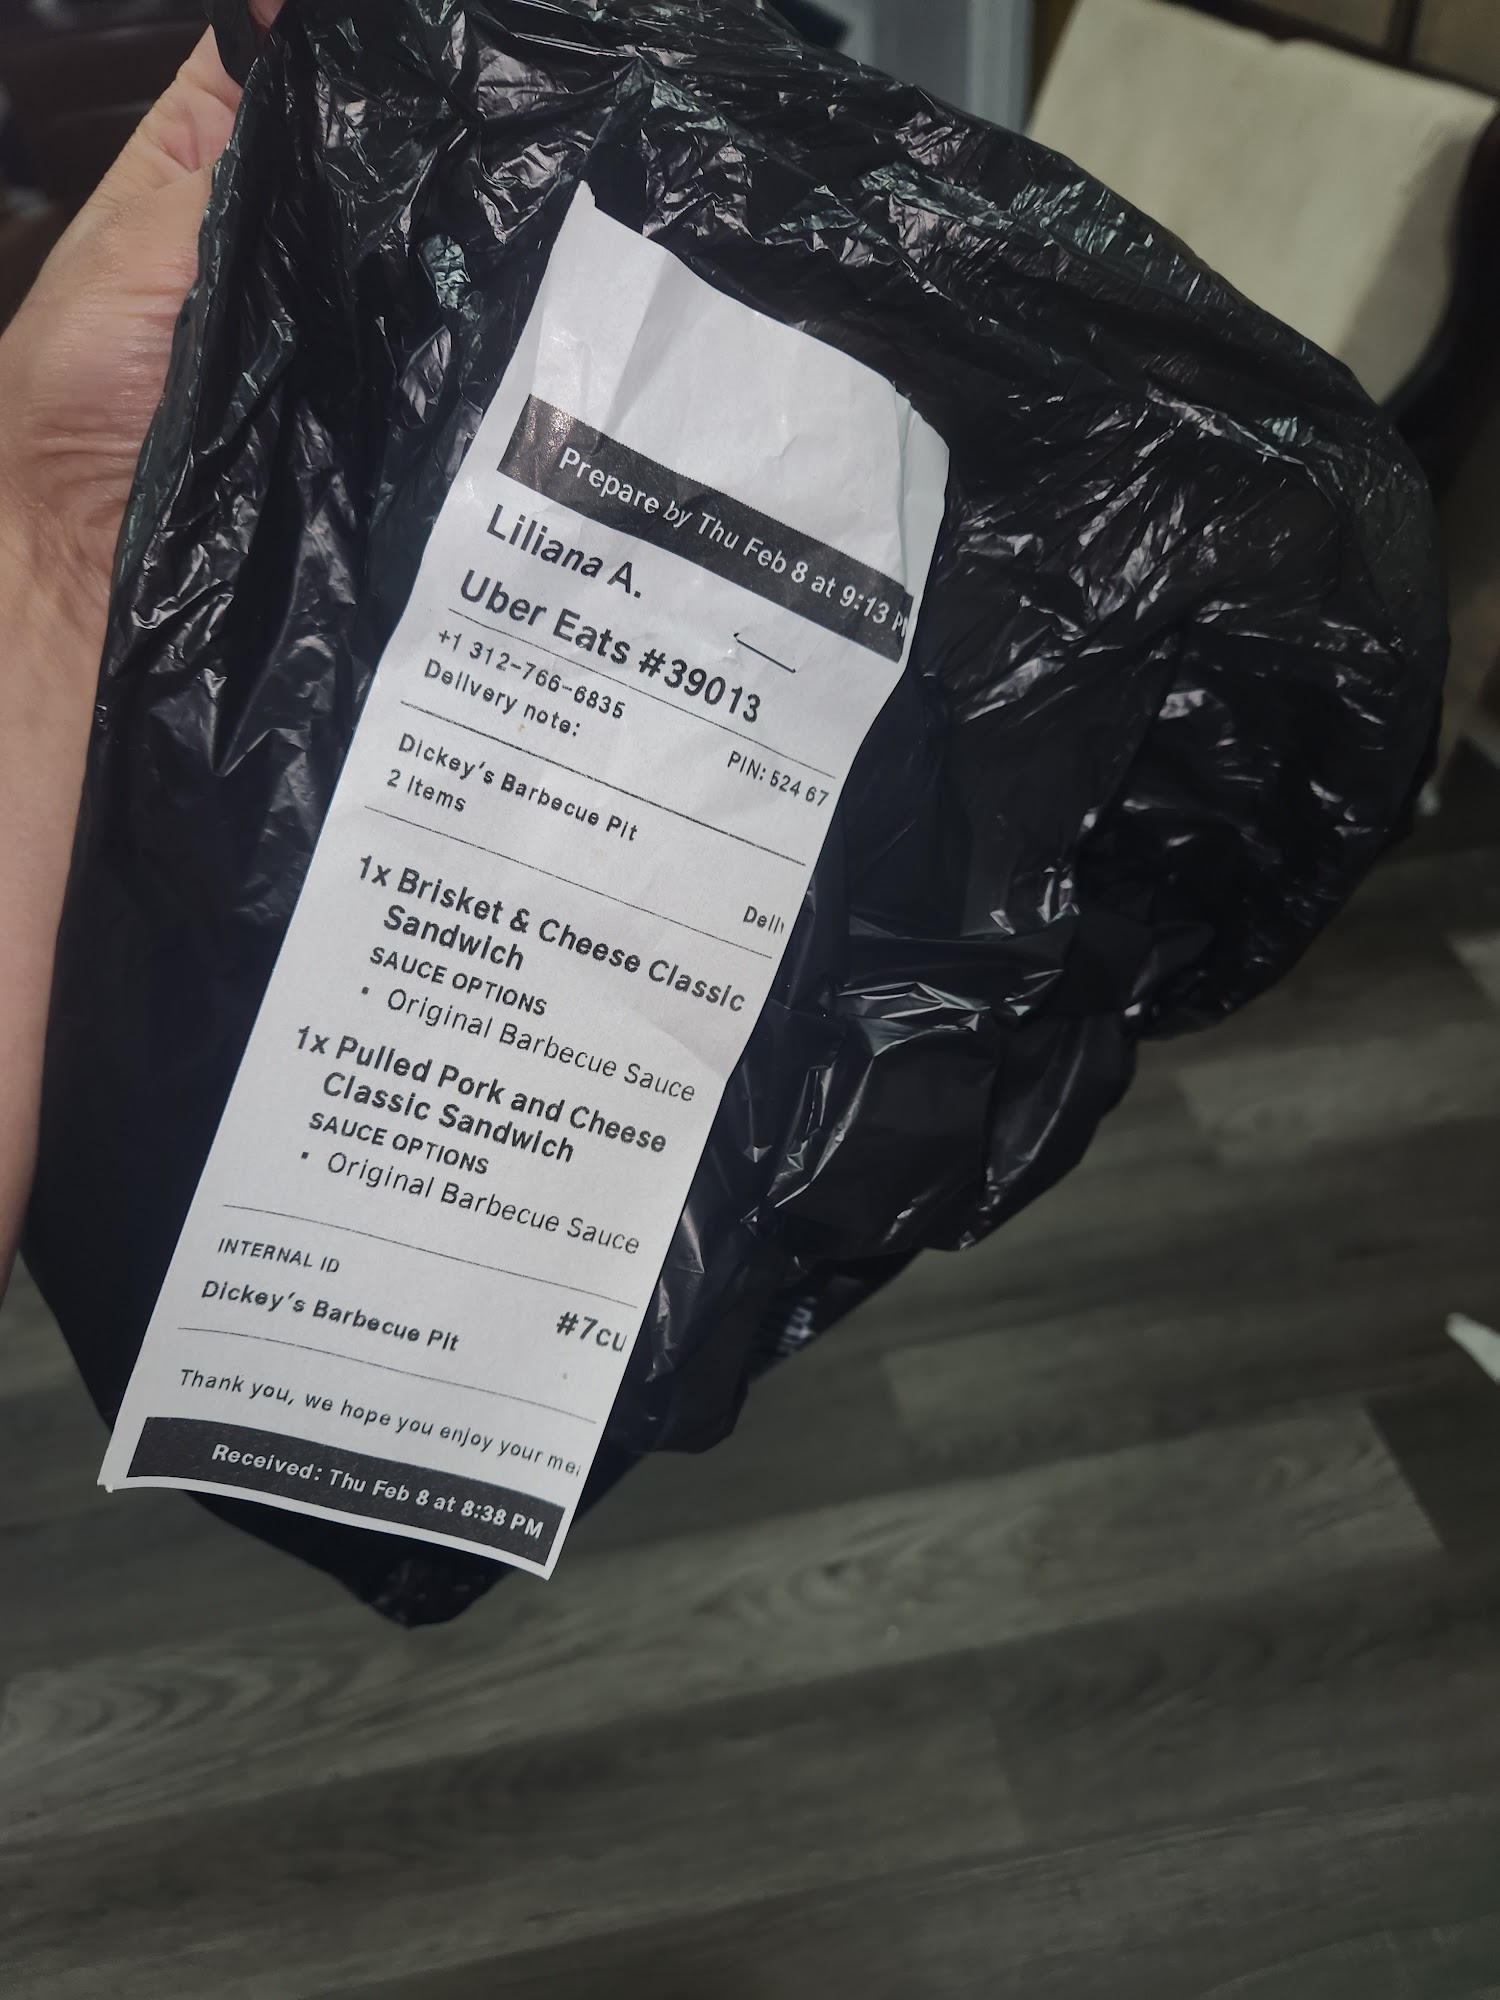 Prepare by Thu Feb 8 at 9:13
Liliana A.
Uber Eats #39013
+1 312-766-6835
PIN: 524 67
Delivery note:
Dickey's Barbecue Pit
2 Items
Deli
1x Brisket & Cheese Classic
Sandwich
SAUCE OPTIONS
• Original Barbecue Sauce
1x Pulled Pork and Cheese
Classic Sandwich
SAUCE OPTIONS
• Original Barbecue Sauce
INTERNAL ID
Dickey's Barbecue Pit
#7cu
Thank you, we hope you enjoy your me
Received: Thu Feb 8 at 8:38 PM